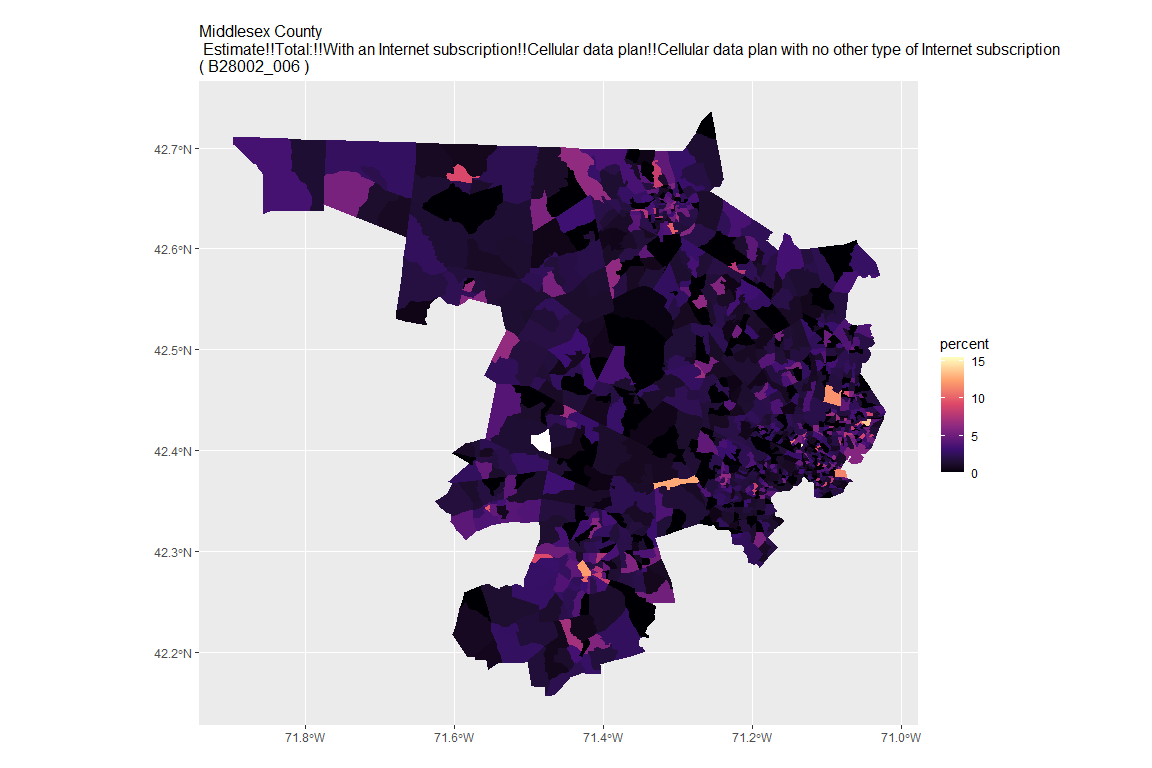 Middlesex County
Estimate!!Total:!!With an Internet subscription!!Cellular data plan!!Cellular data plan with no other type of Internet subscription
( B28002_006 )
42.7°N
42.6°N
42.5°N
42.4°N
42.3°N
42.2°N
71.8°W
71.6°W
71.4°W
71.2°W
71.0°W
percent
15
10
5
0